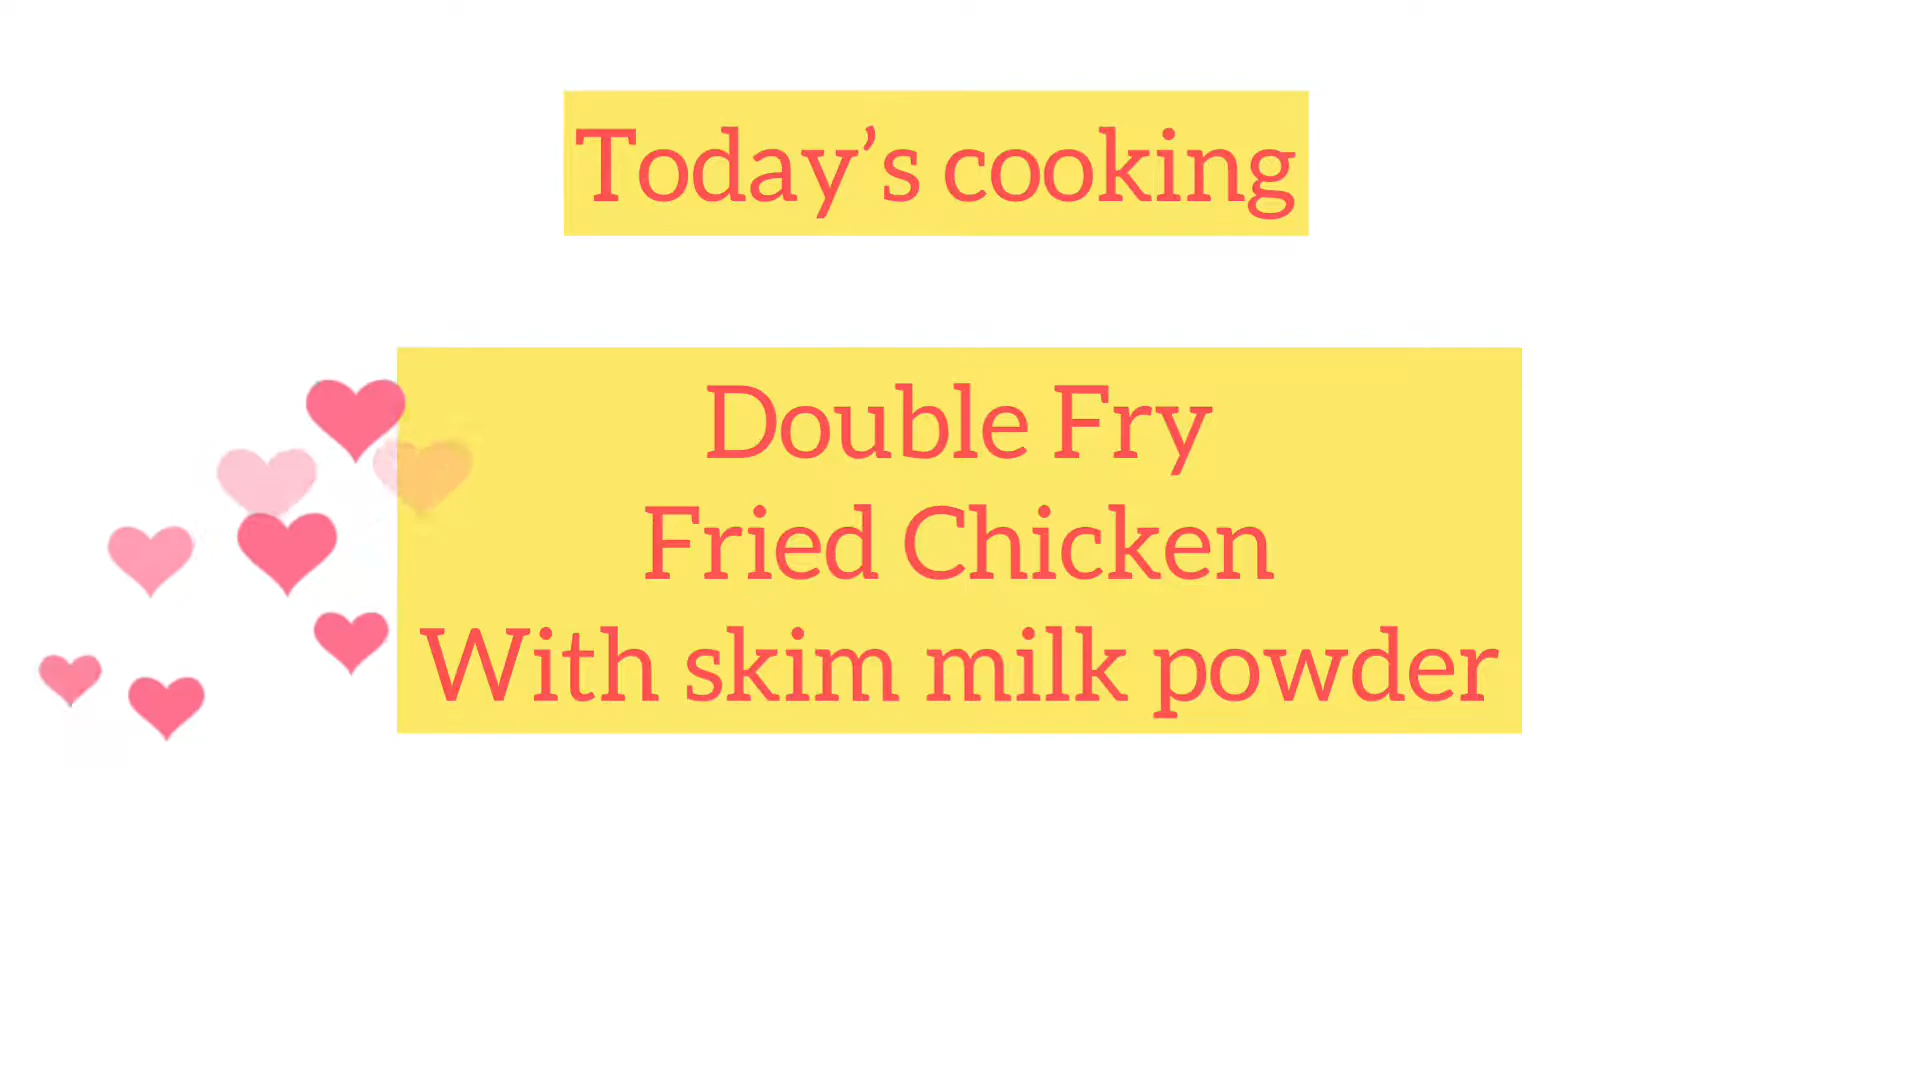 Today’s cooking
Double Fry
Fried Chicken
With skim milk powder